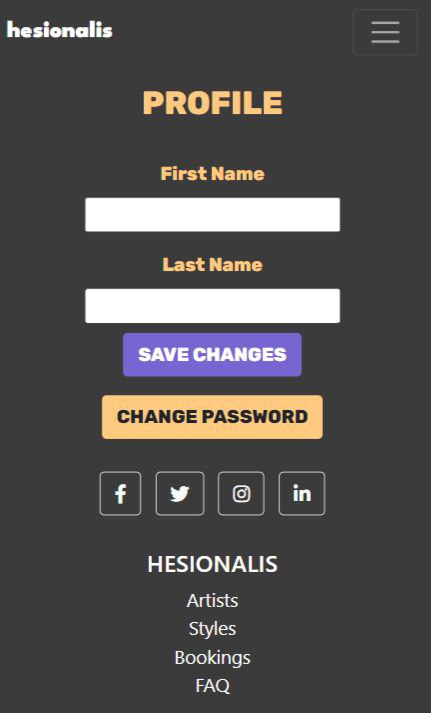 hesionalis
PROFILE
First Name
Last Name
SAVE CHANGES
CHANGE PASSWORD
HESIONALIS
Artists
Styles
Bookings
FAQ